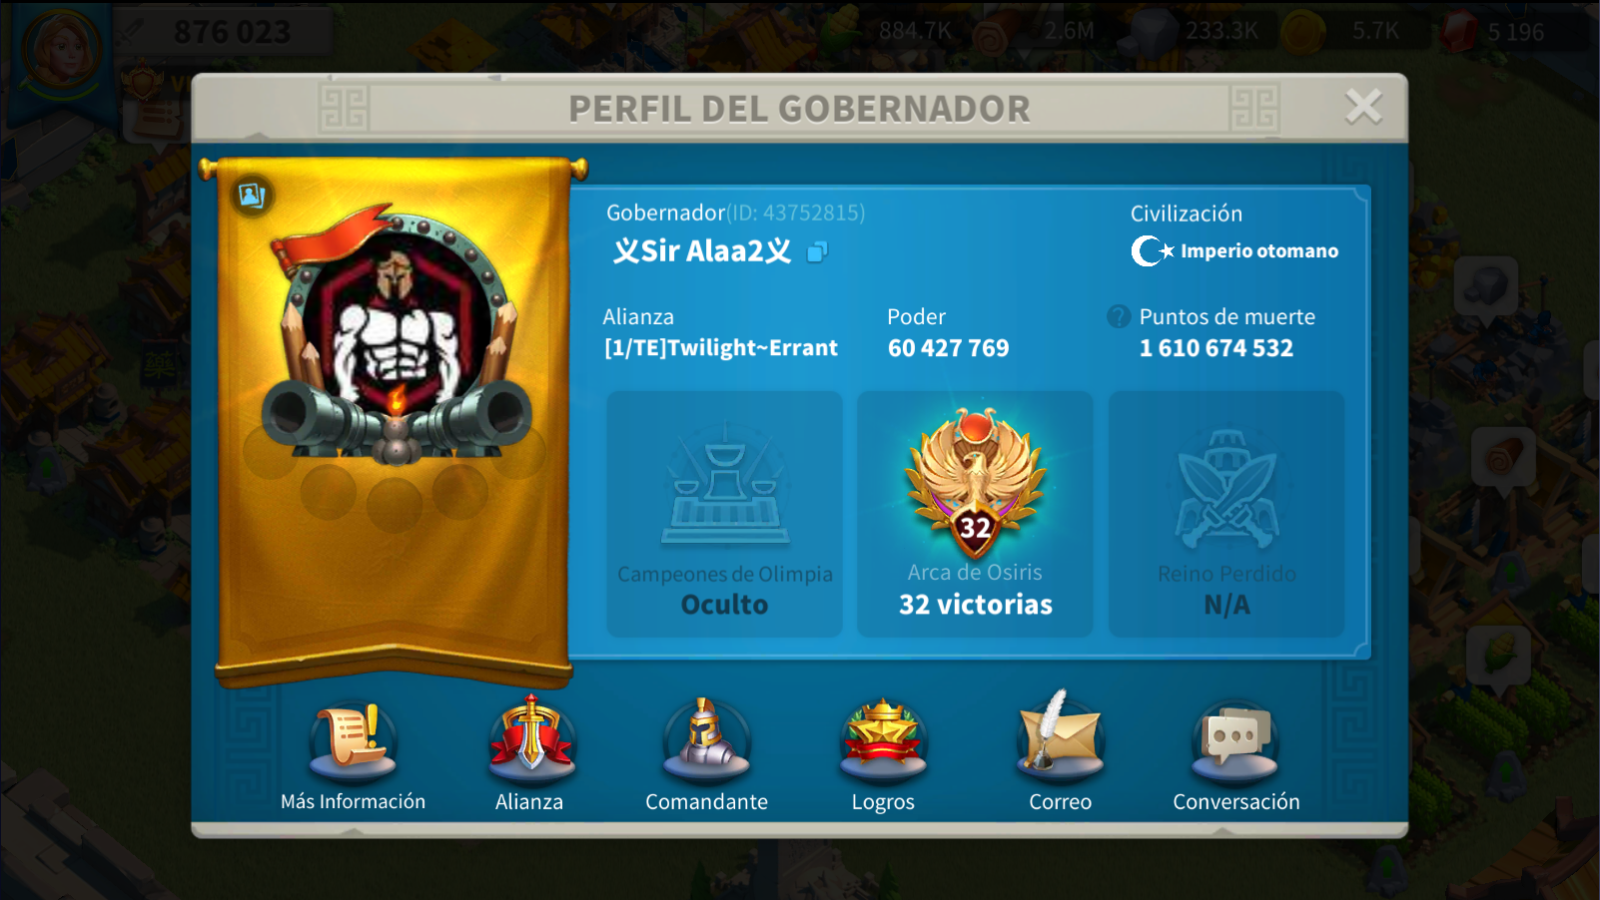 876 023
884.7K
2.6M
233.3K
5.7K
5 196
PERFIL DEL GOBERNADOR
Gobernador(ID: 43752815)
义Sir Alaa2义
Civilización
Imperio otomano
Alianza
[1/TE]Twilight~Errant
Poder
60 427 769
? Puntos de muerte
1 610 674 532
Campeones de Olimpia
Oculto
32
Arca de Osiris
32 victorias
Reino Perdido
N/A
Más Información
Alianza
Comandante
Logros
Correo
Conversación